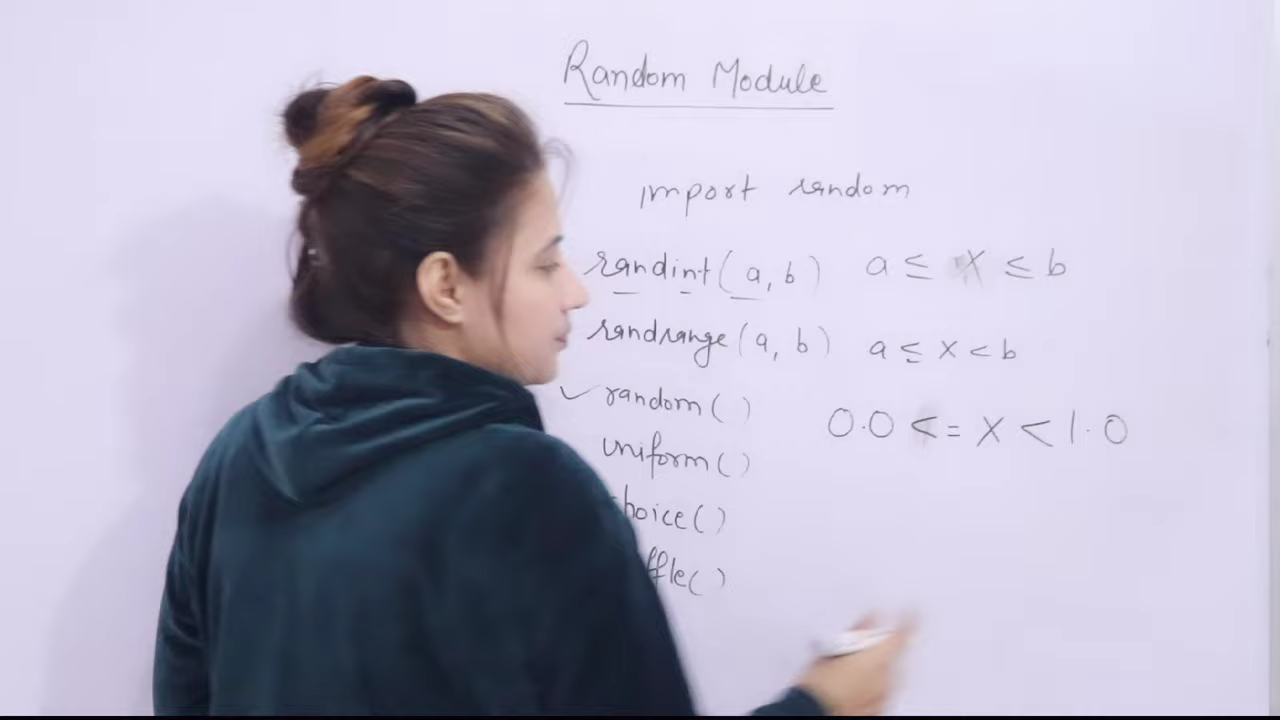 Random Module
import random
randint(a, b) a ≤ X ≤ b
randrange(a, b) a ≤ x < b
✓ random() 0.0 <= X < 1.0
uniform()
hoice()
ffle()